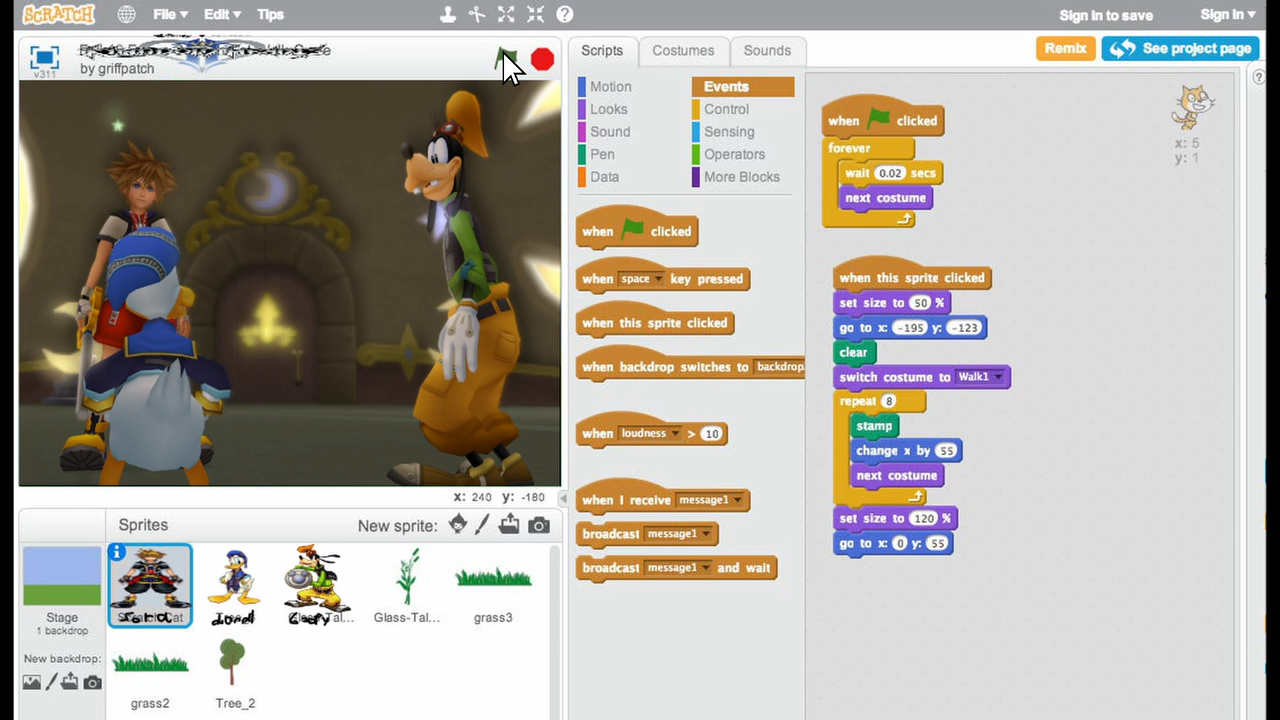 SCRATCH File Edit Tips Sign in to save Sign in
v311
by griffpatch
Scripts Costumes Sounds
Remix See project page
Motion Events
Looks Control
Sound Sensing
Pen Operators
Data More Blocks
when clicked
when space key pressed
when this sprite clicked
when backdrop switches to backdrop
when loudness > 10
when I receive message1
broadcast message1
broadcast message1 and wait
when clicked
forever
wait 0.02 secs
next costume
when this sprite clicked
set size to 50 %
go to x: -195 y: -123
clear
switch costume to Walk1
repeat 8
stamp
change x by 55
next costume
set size to 120 %
go to x: 0 y: 55
x: 5
y: 1
x: 240 y: -180
Sprites New sprite:
Stage
1 backdrop
New backdrop:
Sora
Goofy
Glass-Tal...
grass3
grass2
Tree_2